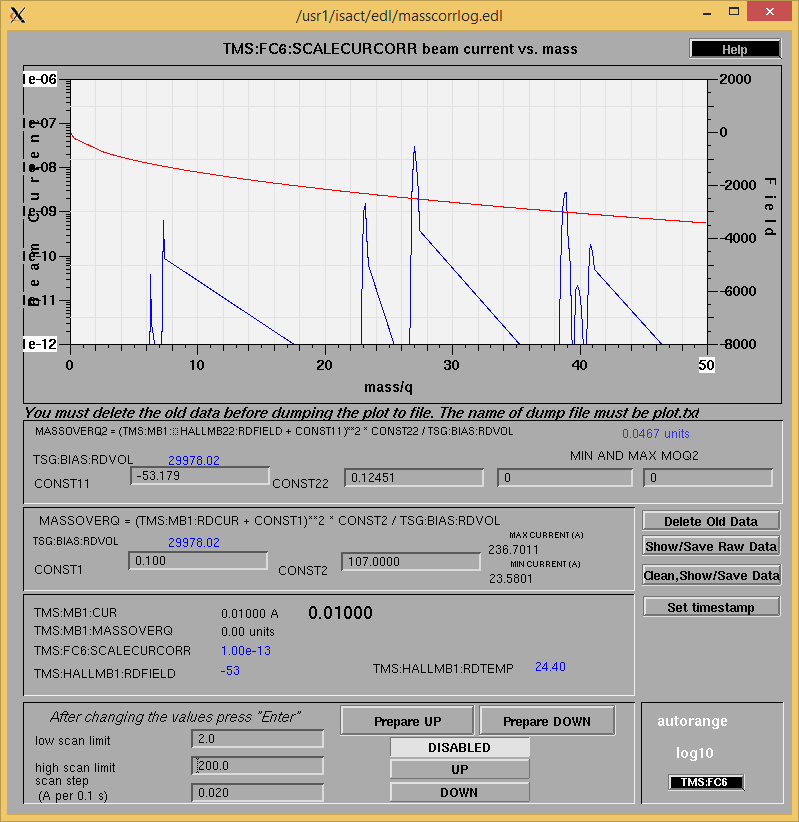 /usr1/isact/edl/masscorrlog.edl
TMS:FC6:SCALECURCORR beam current vs. mass
Help
1e-06
1e-07
1e-08
1e-09
1e-10
1e-11
1e-12
Beam Current
2000
0
-2000
-4000
-6000
-8000
Field
0 10 20 30 40 50
mass/q
You must delete the old data before dumping the plot to file. The name of dump file must be plot.txt
MASSOVERQ2 = (TMS:MB1: HALLMB22:RDFIELD + CONST11)**2 * CONST22 / TSG:BIAS:RDVOL
0.0467 units
TSG:BIAS:RDVOL 29978.02
MIN AND MAX MOQ2
CONST11 -53.179 CONST22 0.12451 0 0
MASSOVERQ = (TMS:MB1:RDCUR + CONST1)**2 * CONST2 / TSG:BIAS:RDVOL
TSG:BIAS:RDVOL 29978.02
MAX CURRENT (A)
236.7011
CONST1 0.100 CONST2 107.0000
MIN CURRENT (A)
23.5801
Delete Old Data
Show/Save Raw Data
Clean,Show/Save Data
Set timestamp
TMS:MB1:CUR 0.01000 A 0.01000
TMS:MB1:MASSOVERQ 0.00 units
TMS:FC6:SCALECURCORR 1.00e-13
TMS:HALLMB1:RDFIELD -53
TMS:HALLMB1:RDTEMP 24.40
After changing the values press "Enter"
low scan limit 2.0
high scan limit 200.0
scan step
(A per 0.1 s) 0.020
Prepare UP Prepare DOWN
DISABLED
UP
DOWN
autorange
log10
TMS:FC6